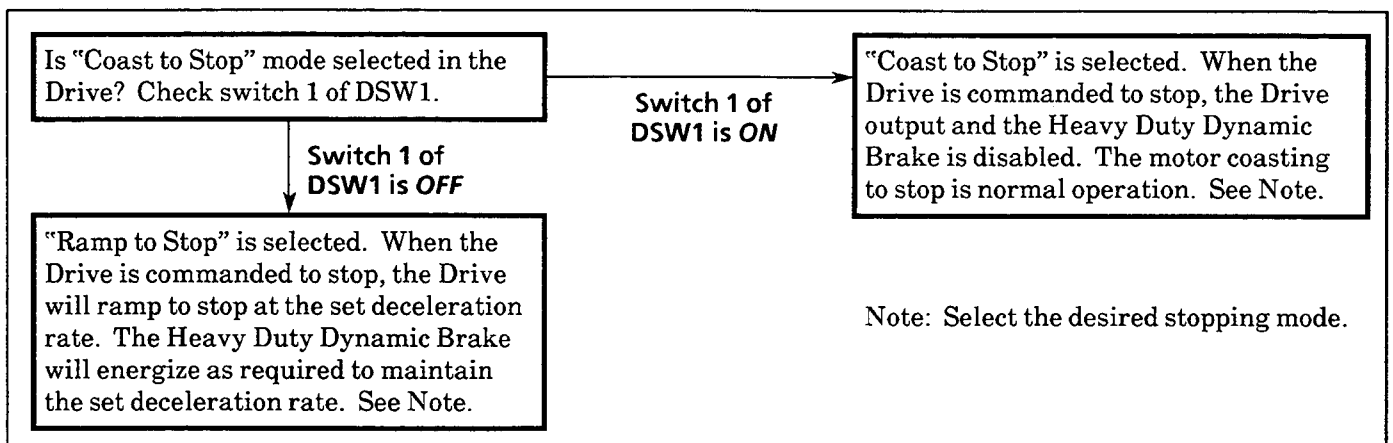 Is "Coast to Stop" mode selected in the
Drive? Check switch 1 of DSW1.
Switch 1 of
DSW1 is ON
"Coast to Stop" is selected. When the
Drive is commanded to stop, the Drive
output and the Heavy Duty Dynamic
Brake is disabled. The motor coasting
to stop is normal operation. See Note.
Switch 1 of
DSW1 is OFF
"Ramp to Stop" is selected. When the
Drive is commanded to stop, the Drive
will ramp to stop at the set deceleration
rate. The Heavy Duty Dynamic Brake
will energize as required to maintain
the set deceleration rate. See Note.
Note: Select the desired stopping mode.